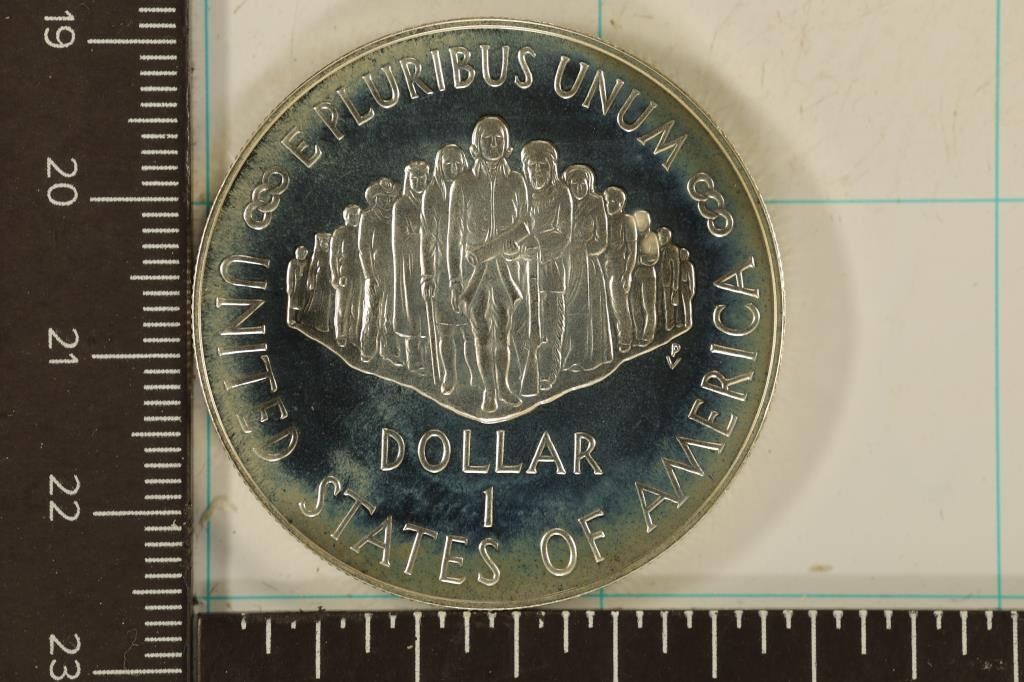 E PLURIBUS UNUM
DOLLAR
1
UNITED STATES OF AMERICA
19
20
21
22
23